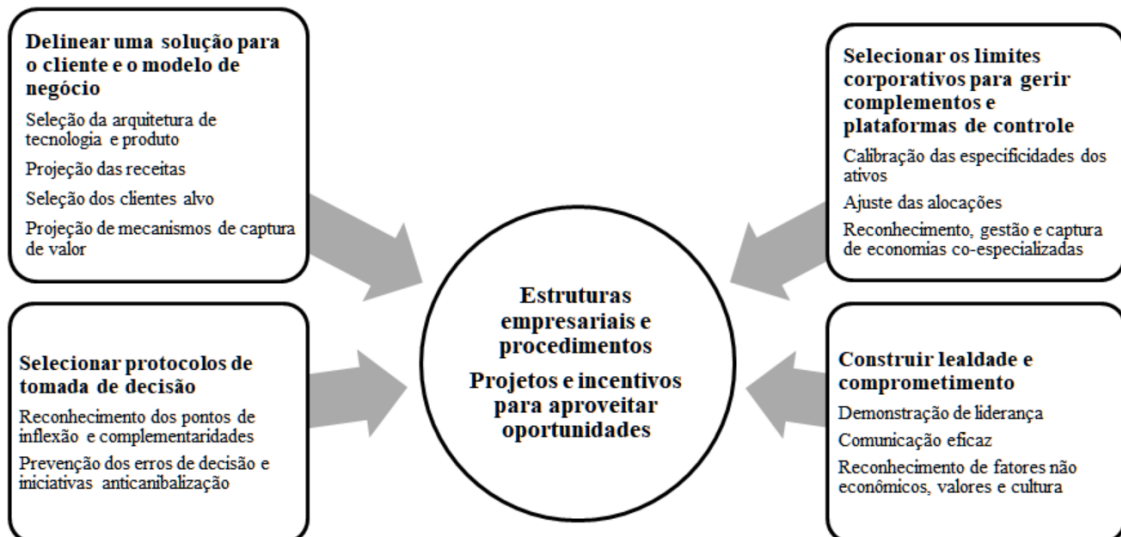 Delinear uma solução para
o cliente e o modelo de
negócio
Seleção da arquitetura de
tecnologia e produto
Projeção das receitas
Seleção dos clientes alvo
Projeção de mecanismos de captura
de valor
Selecionar os limites
corporativos para gerir
complementos e
plataformas de controle
Calibração das especificidades dos
ativos
Ajuste das alocações
Reconhecimento, gestão e captura
de economias co-especializadas
Estruturas
empresariais e
procedimentos
Projetos e incentivos
para aproveitar
oportunidades
Selecionar protocolos de
tomada de decisão
Reconhecimento dos pontos de
inflexão e complementaridades
Prevenção dos erros de decisão e
iniciativas anticanibalização
Construir lealdade e
comprometimento
Demonstração de liderança
Comunicação eficaz
Reconhecimento de fatores não
econômicos, valores e cultura